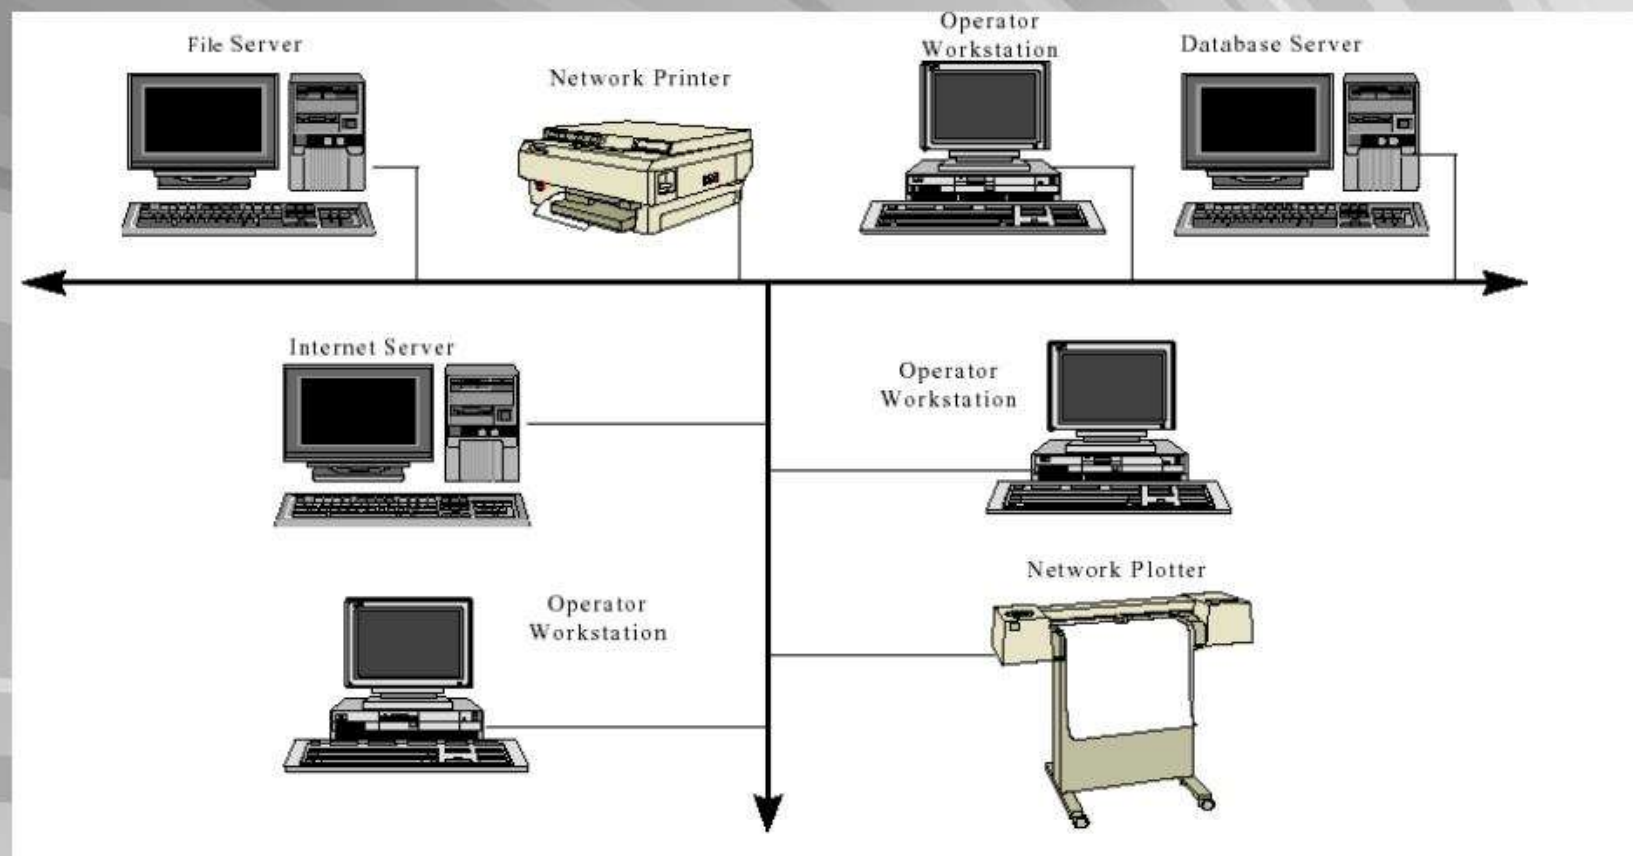 File Server
Network Printer
Operator
Workstation
Database Server
Internet Server
Operator
Workstation
Network Plotter
Operator
Workstation